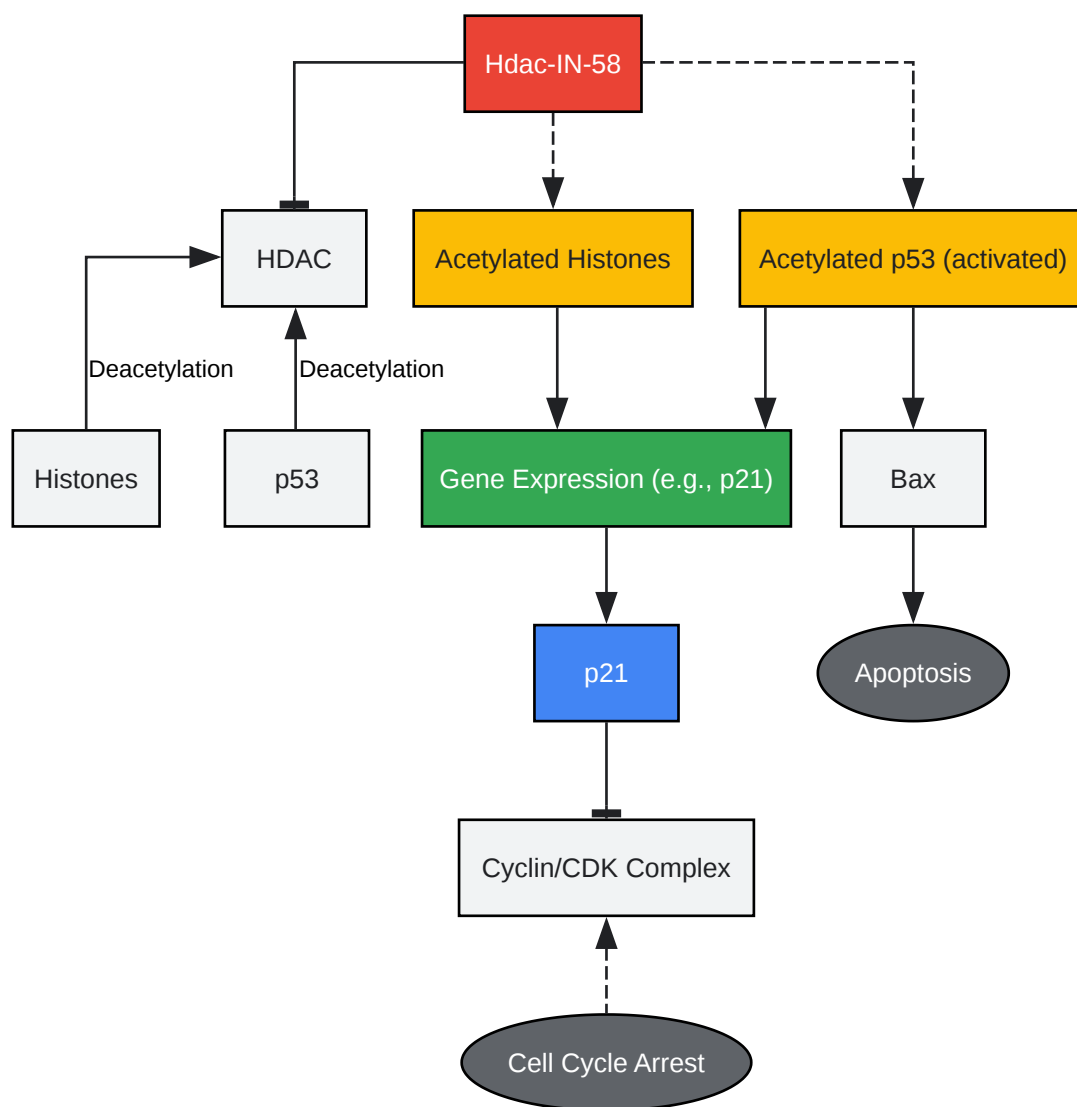 Hdac-IN-58
HDAC
Acetylated Histones
Acetylated p53 (activated)
Deacetylation
Deacetylation
Histones
p53
Gene Expression (e.g., p21)
Bax
p21
Apoptosis
Cyclin/CDK Complex
Cell Cycle Arrest